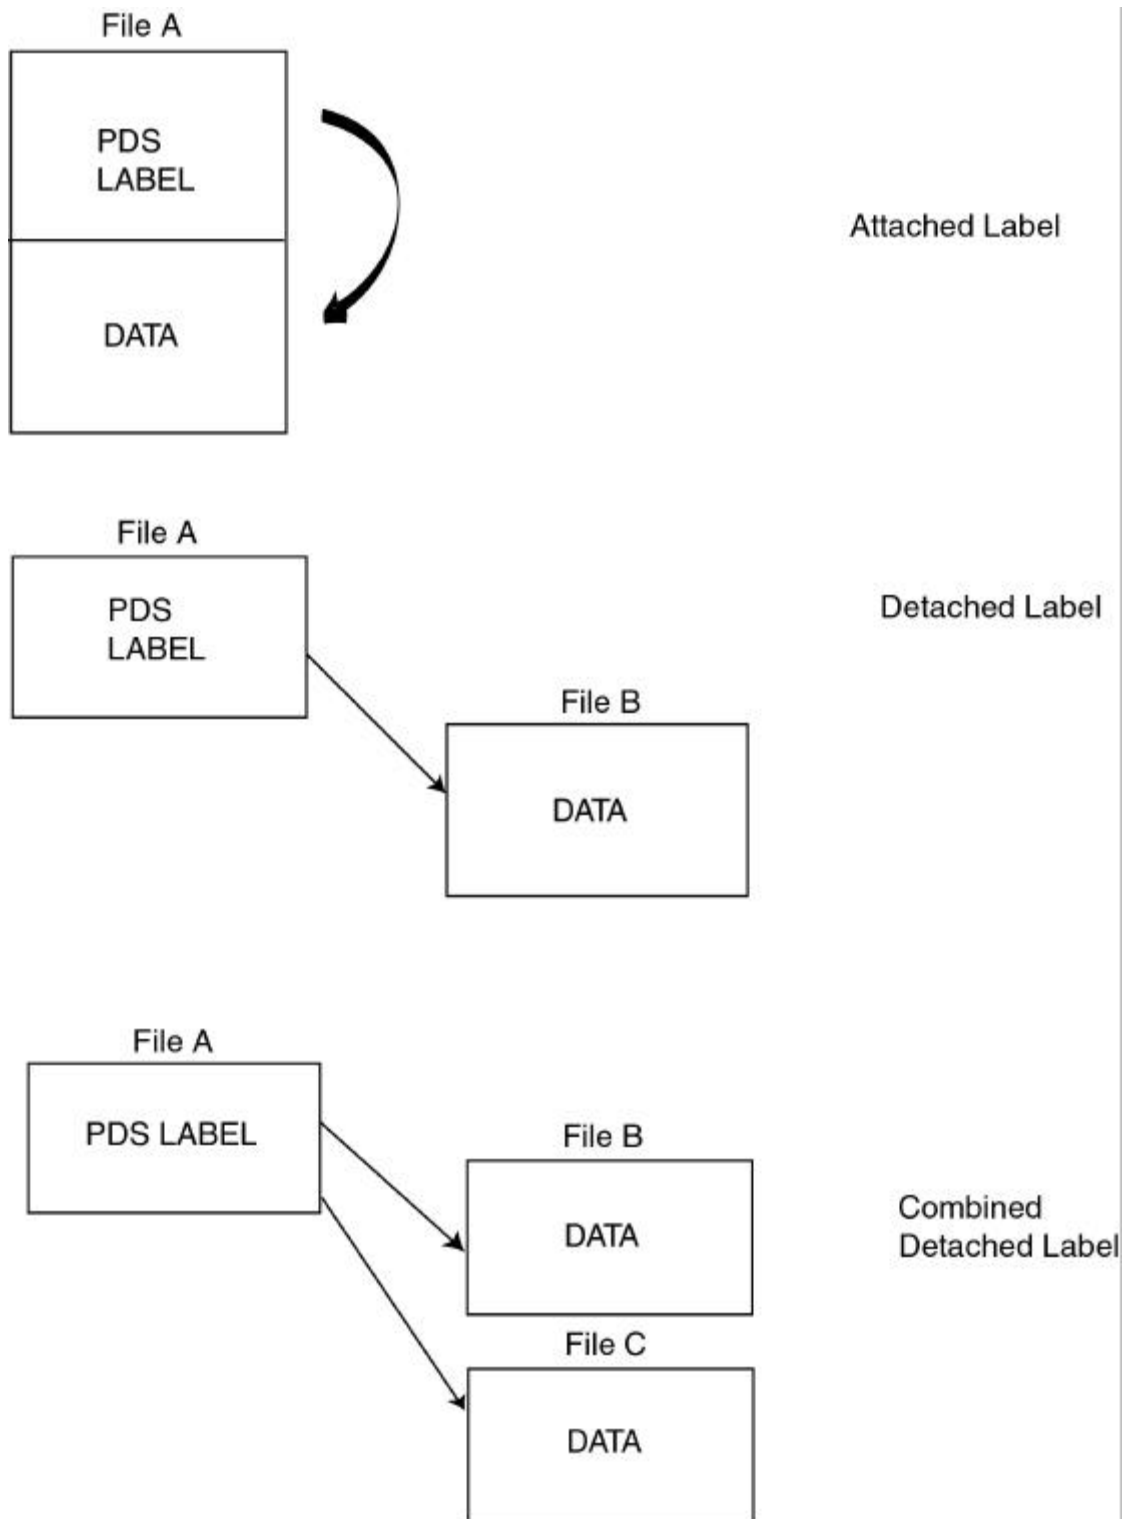 File A
PDS
LABEL
Attached Label
DATA
File A
PDS
LABEL
Detached Label
File B
DATA
File A
PDS LABEL
File B
DATA
Combined
Detached Label
File C
DATA